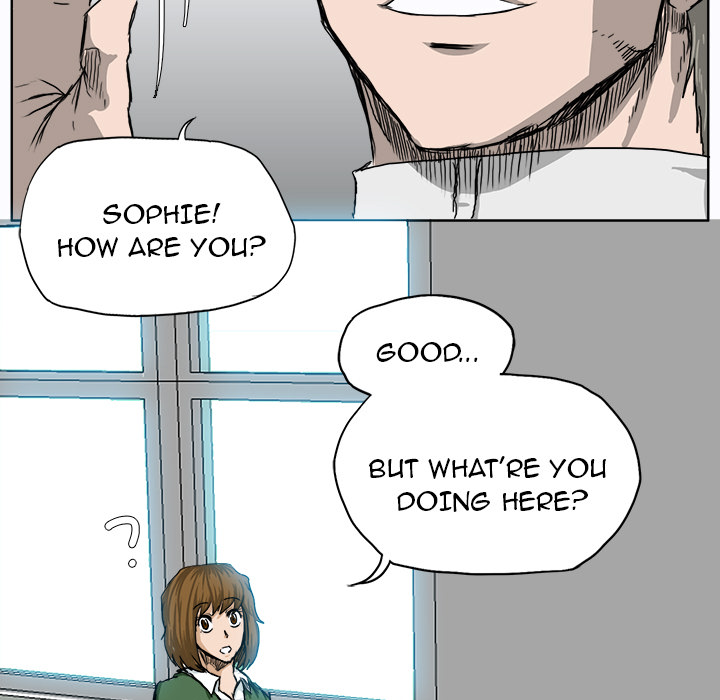 SOPHIE!
HOW ARE YOU?
GOOD...
BUT WHAT'RE YOU
DOING HERE?
?